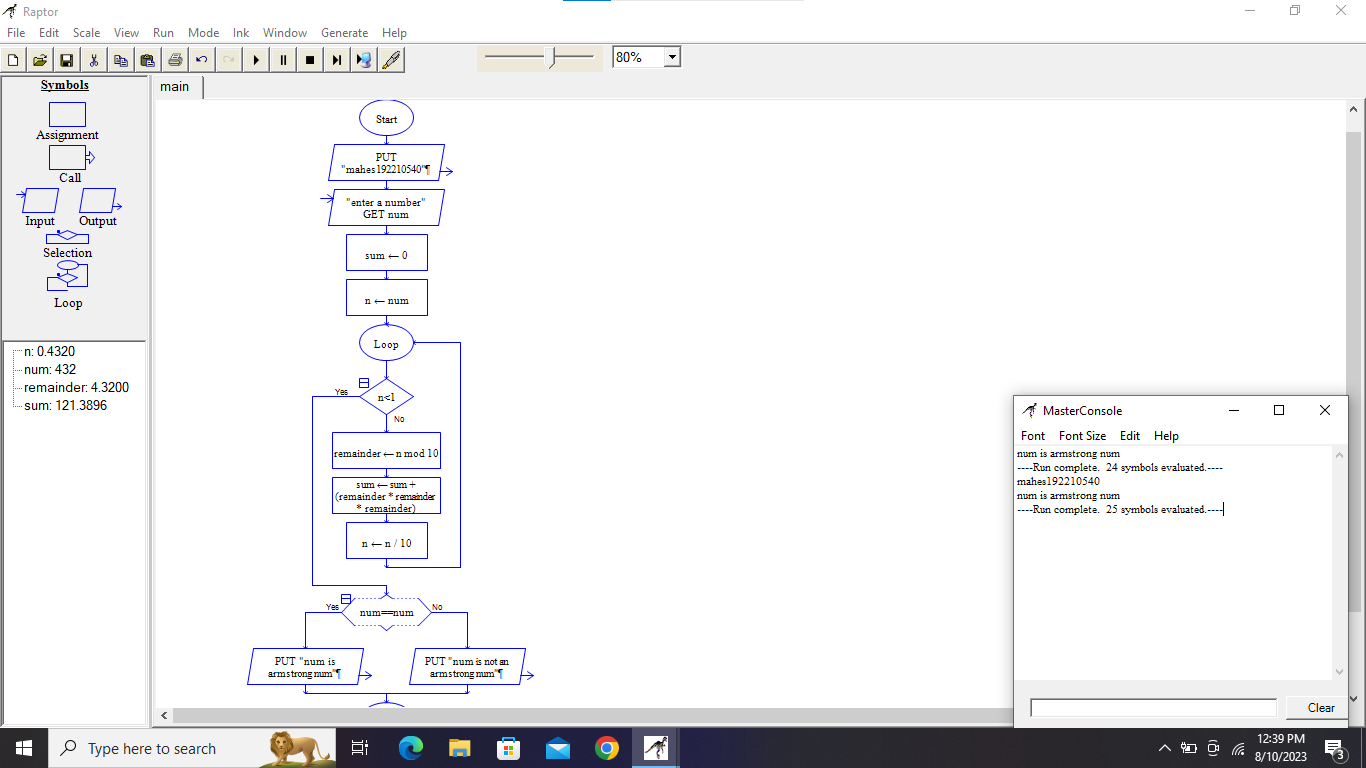 Raptor
File Edit Scale View Run Mode Ink Window Generate Help
80%
Symbols
Assignment
Call
Input Output
Selection
Loop
n: 0.4320
num: 432
remainder: 4.3200
sum: 121.3896
main
Start
PUT
"mahes192210540"¶
"enter a number"
GET num
sum ← 0
n ← num
Loop
Yes
n<1
No
remainder ← n mod 10
sum ← sum +
(remainder * remainder
* remainder)
n ← n / 10
Yes
num==num
No
PUT "num is
armstrong num"¶
PUT "num is not an
armstrong num"¶
MasterConsole
Font Font Size Edit Help
num is armstrong num
----Run complete. 24 symbols evaluated.----
mahes192210540
num is armstrong num
----Run complete. 25 symbols evaluated.----
Clear
Type here to search
12:39 PM
8/10/2023
3